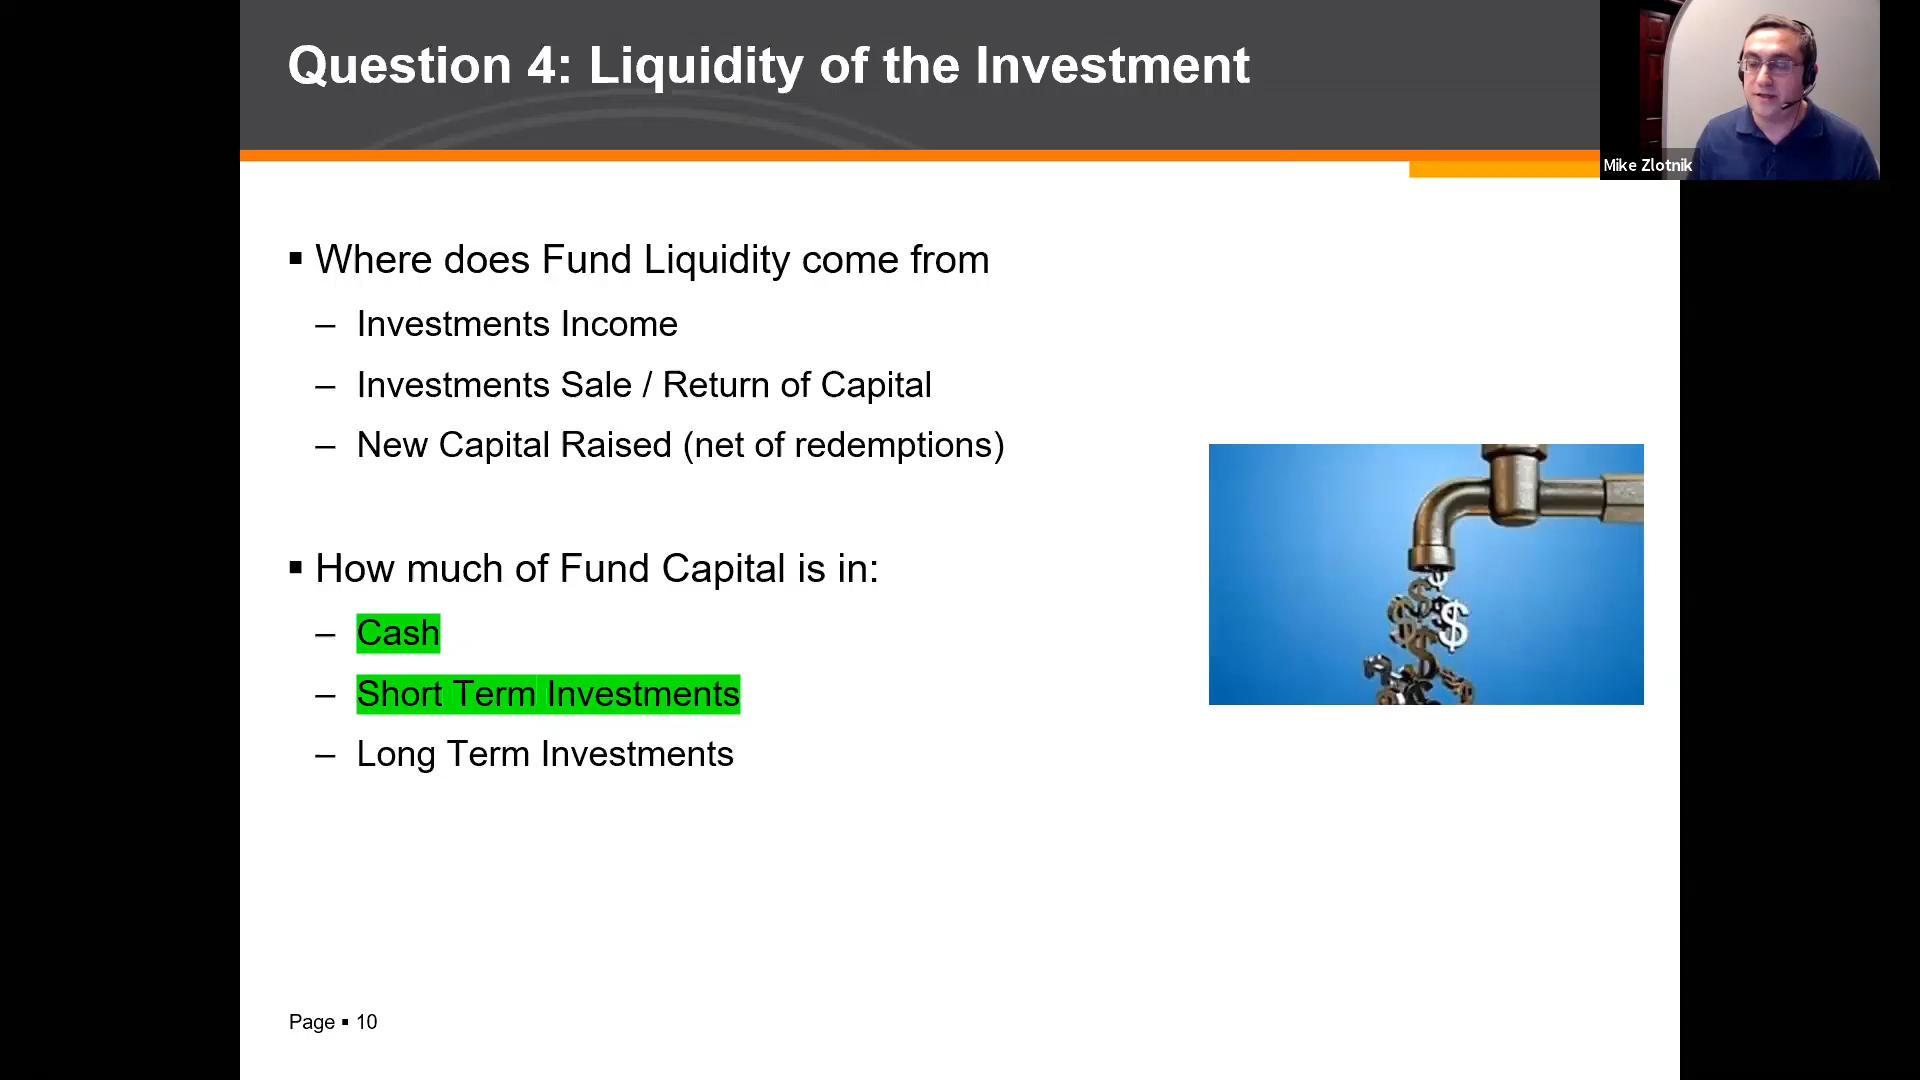 Question 4: Liquidity of the Investment
Mike Zlotnik
▪ Where does Fund Liquidity come from
– Investments Income
– Investments Sale / Return of Capital
– New Capital Raised (net of redemptions)
▪ How much of Fund Capital is in:
– Cash
– Short Term Investments
– Long Term Investments
Page ▪ 10